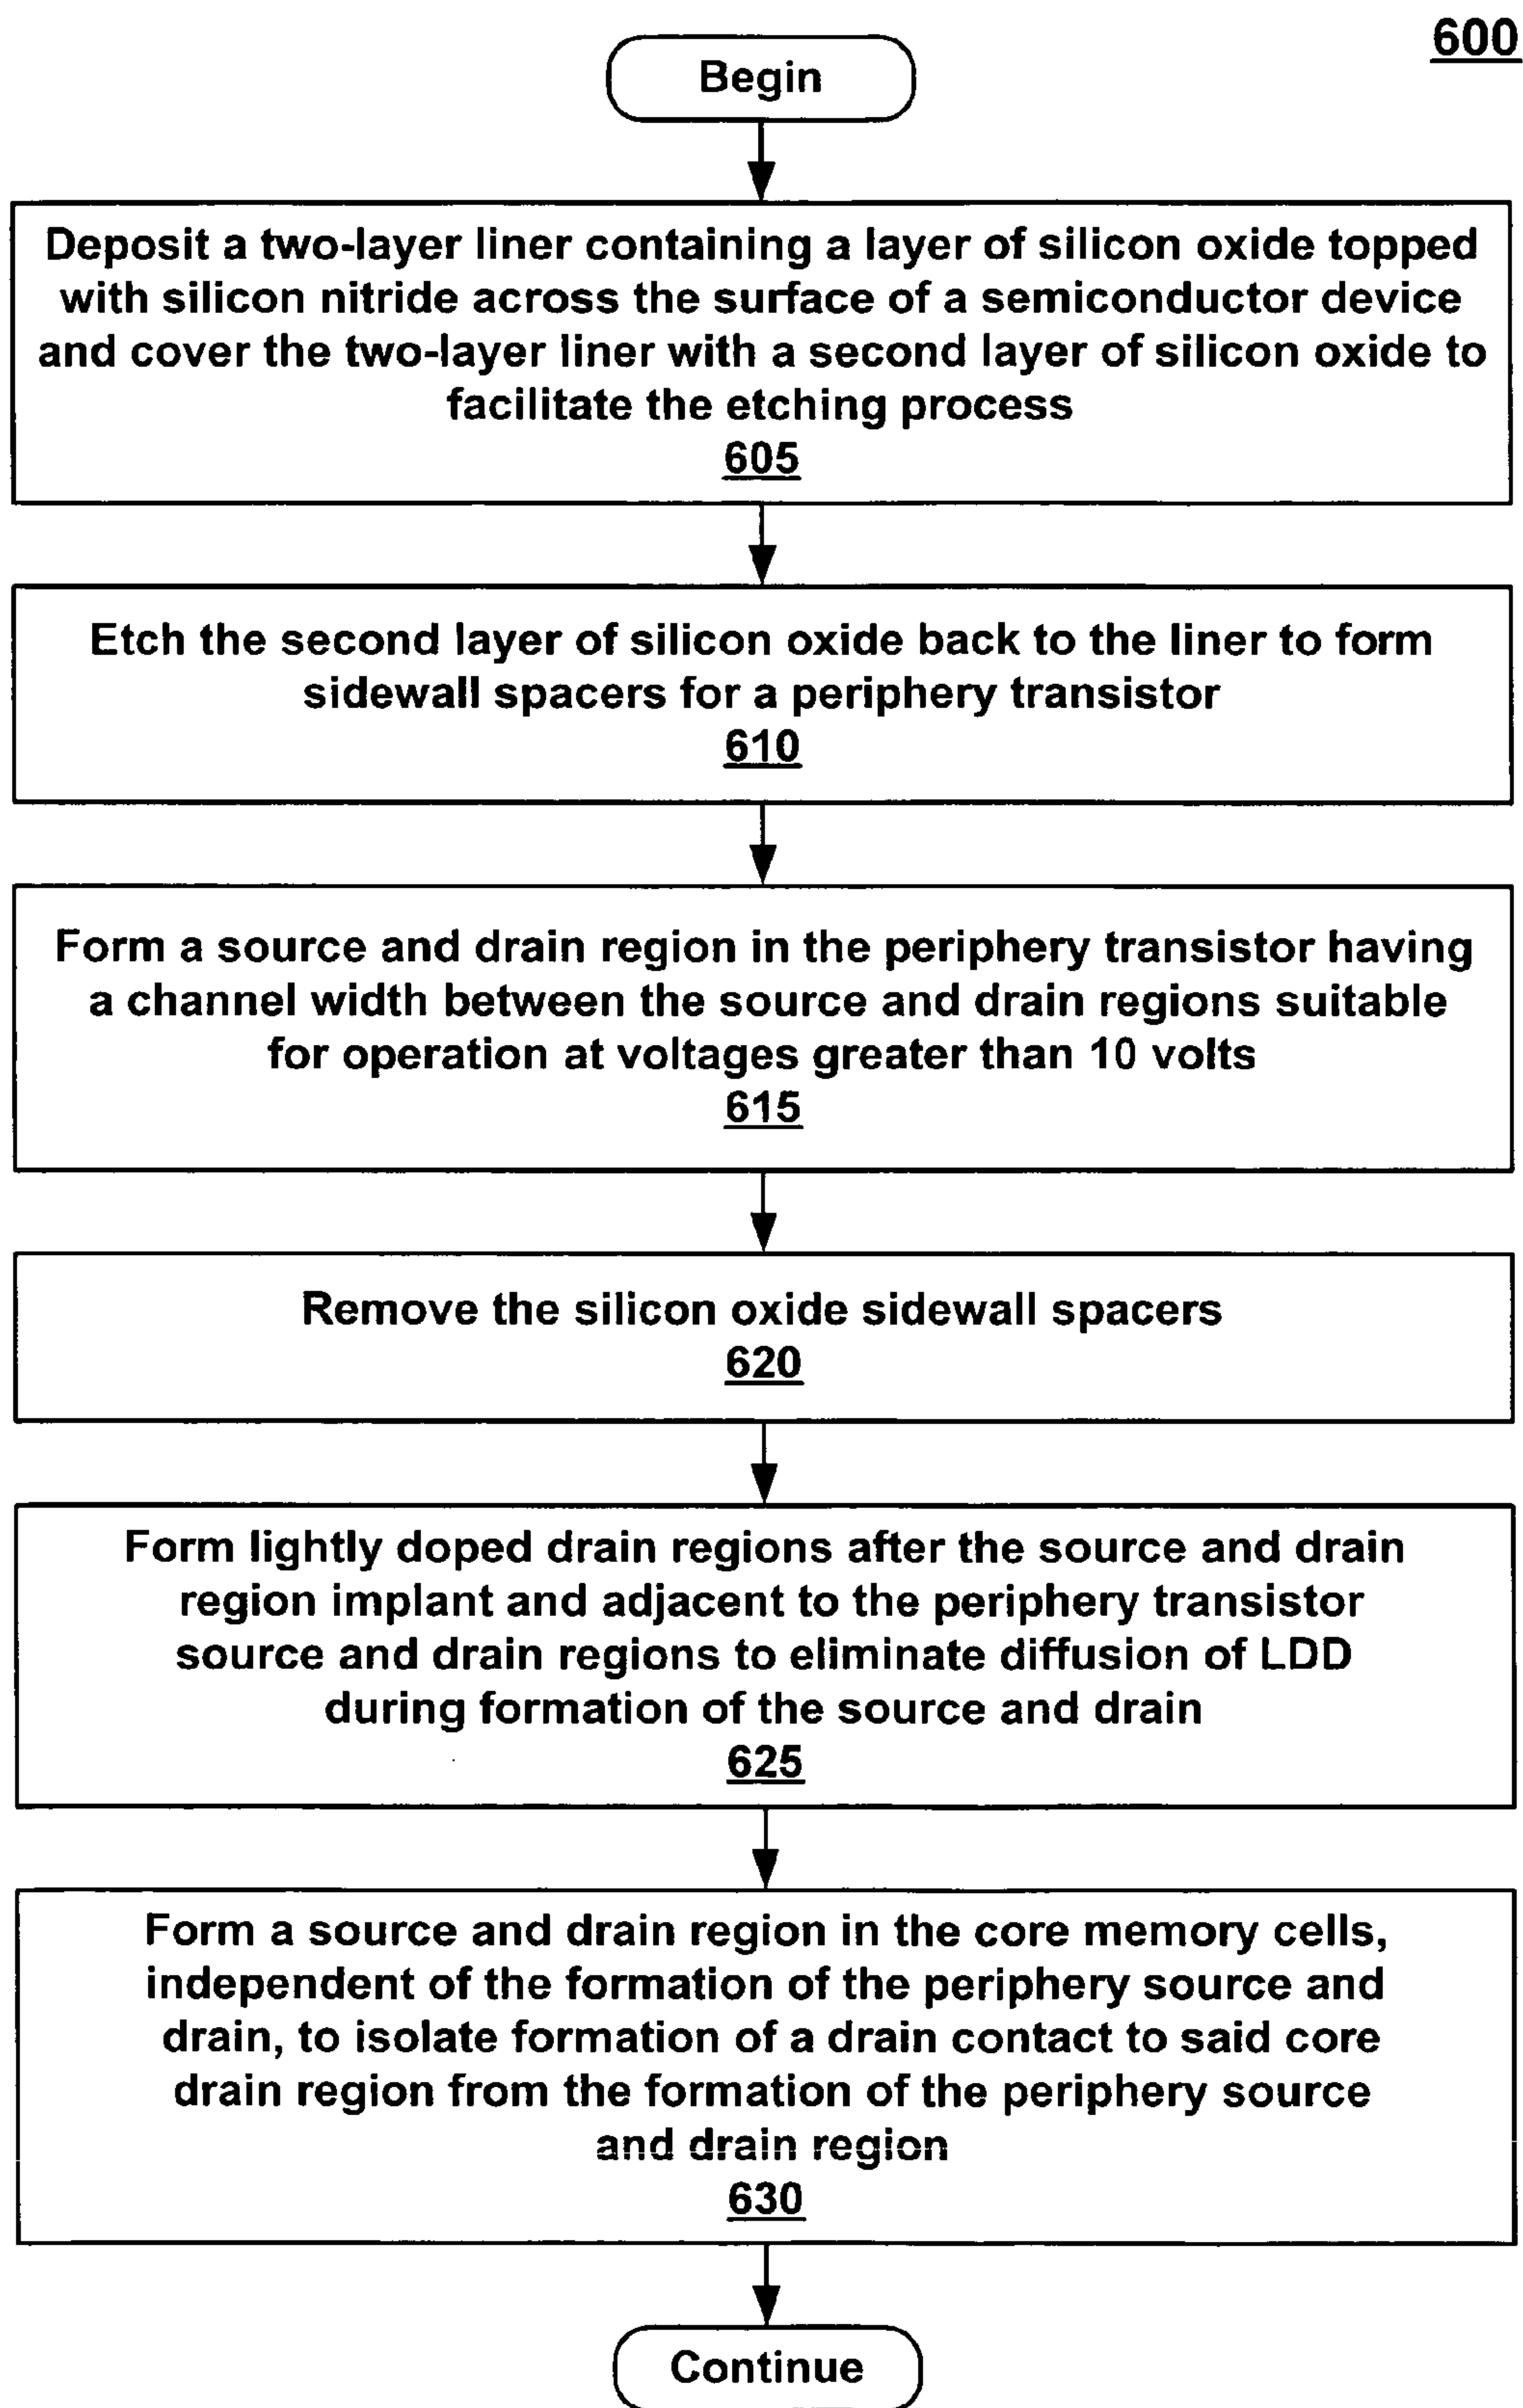 600
Begin
Deposit a two-layer liner containing a layer of silicon oxide topped
with silicon nitride across the surface of a semiconductor device
and cover the two-layer liner with a second layer of silicon oxide to
facilitate the etching process
605
Etch the second layer of silicon oxide back to the liner to form
sidewall spacers for a periphery transistor
610
Form a source and drain region in the periphery transistor having
a channel width between the source and drain regions suitable
for operation at voltages greater than 10 volts
615
Remove the silicon oxide sidewall spacers
620
Form lightly doped drain regions after the source and drain
region implant and adjacent to the periphery transistor
source and drain regions to eliminate diffusion of LDD
during formation of the source and drain
625
Form a source and drain region in the core memory cells,
independent of the formation of the periphery source and
drain, to isolate formation of a drain contact to said core
drain region from the formation of the periphery source
and drain region
630
Continue